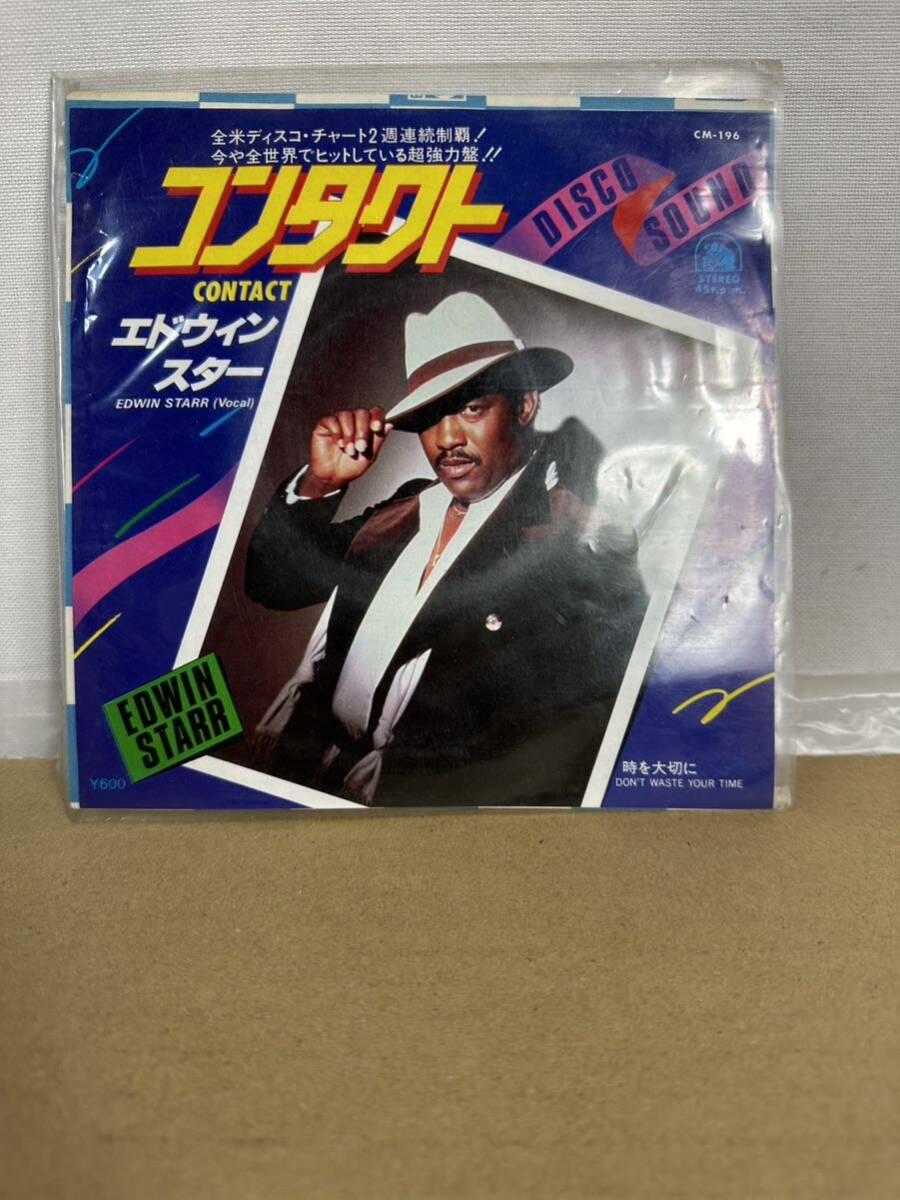 全米ディスコ・チャート2週連続制覇!
今や全世界でヒットしている超強力盤!!
CM-196
コンタクト
CONTACT
DISCO
SOUND
STEREO
45r.p.m.
エドウィン
スター
EDWIN STARR (Vocal)
EDWIN
STARR
¥600
時を大切に
DON'T WASTE YOUR TIME